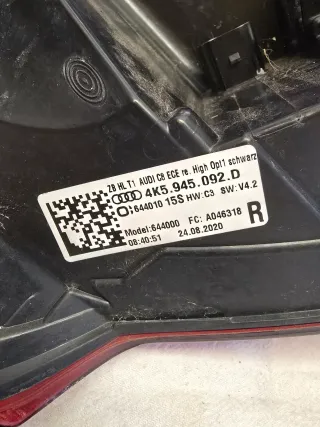 ZB HL T1 AUDI C8 ECE re. High Opt1 schwarz
4K5.945.092.D
O:644010 15S HW:C3 SW:V4.2
Model:644000 FC: A046318
08:40:51 24.08.2020 R